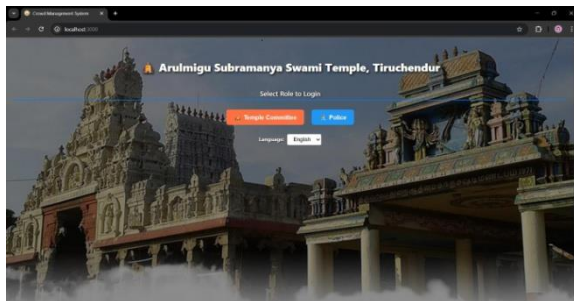 Crowd Management System
localhost:3000
Arulmigu Subramanya Swami Temple, Tiruchendur
Select Role to Login
Temple Committee
Police
Language: English